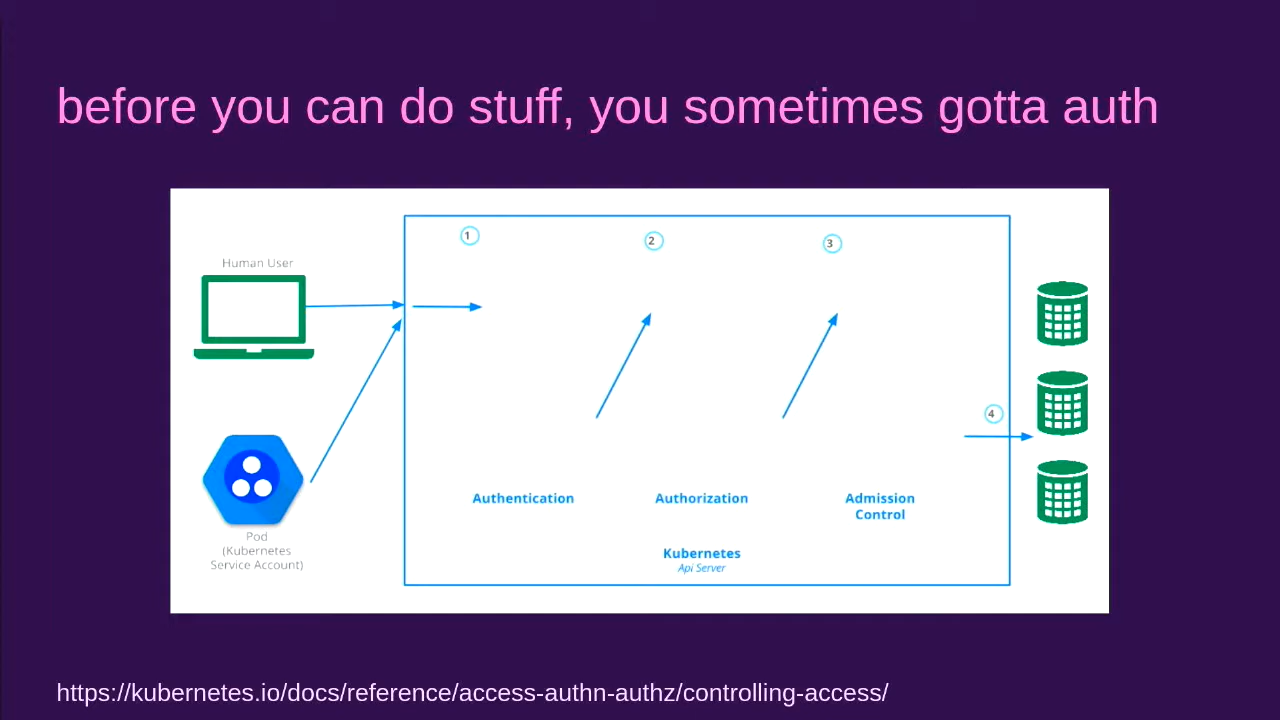 before you can do stuff, you sometimes gotta auth
Human User
1
2
3
4
Pod
(Kubernetes
Service Account)
Authentication
Authorization
Admission
Control
Kubernetes
Api Server
https://kubernetes.io/docs/reference/access-authn-authz/controlling-access/